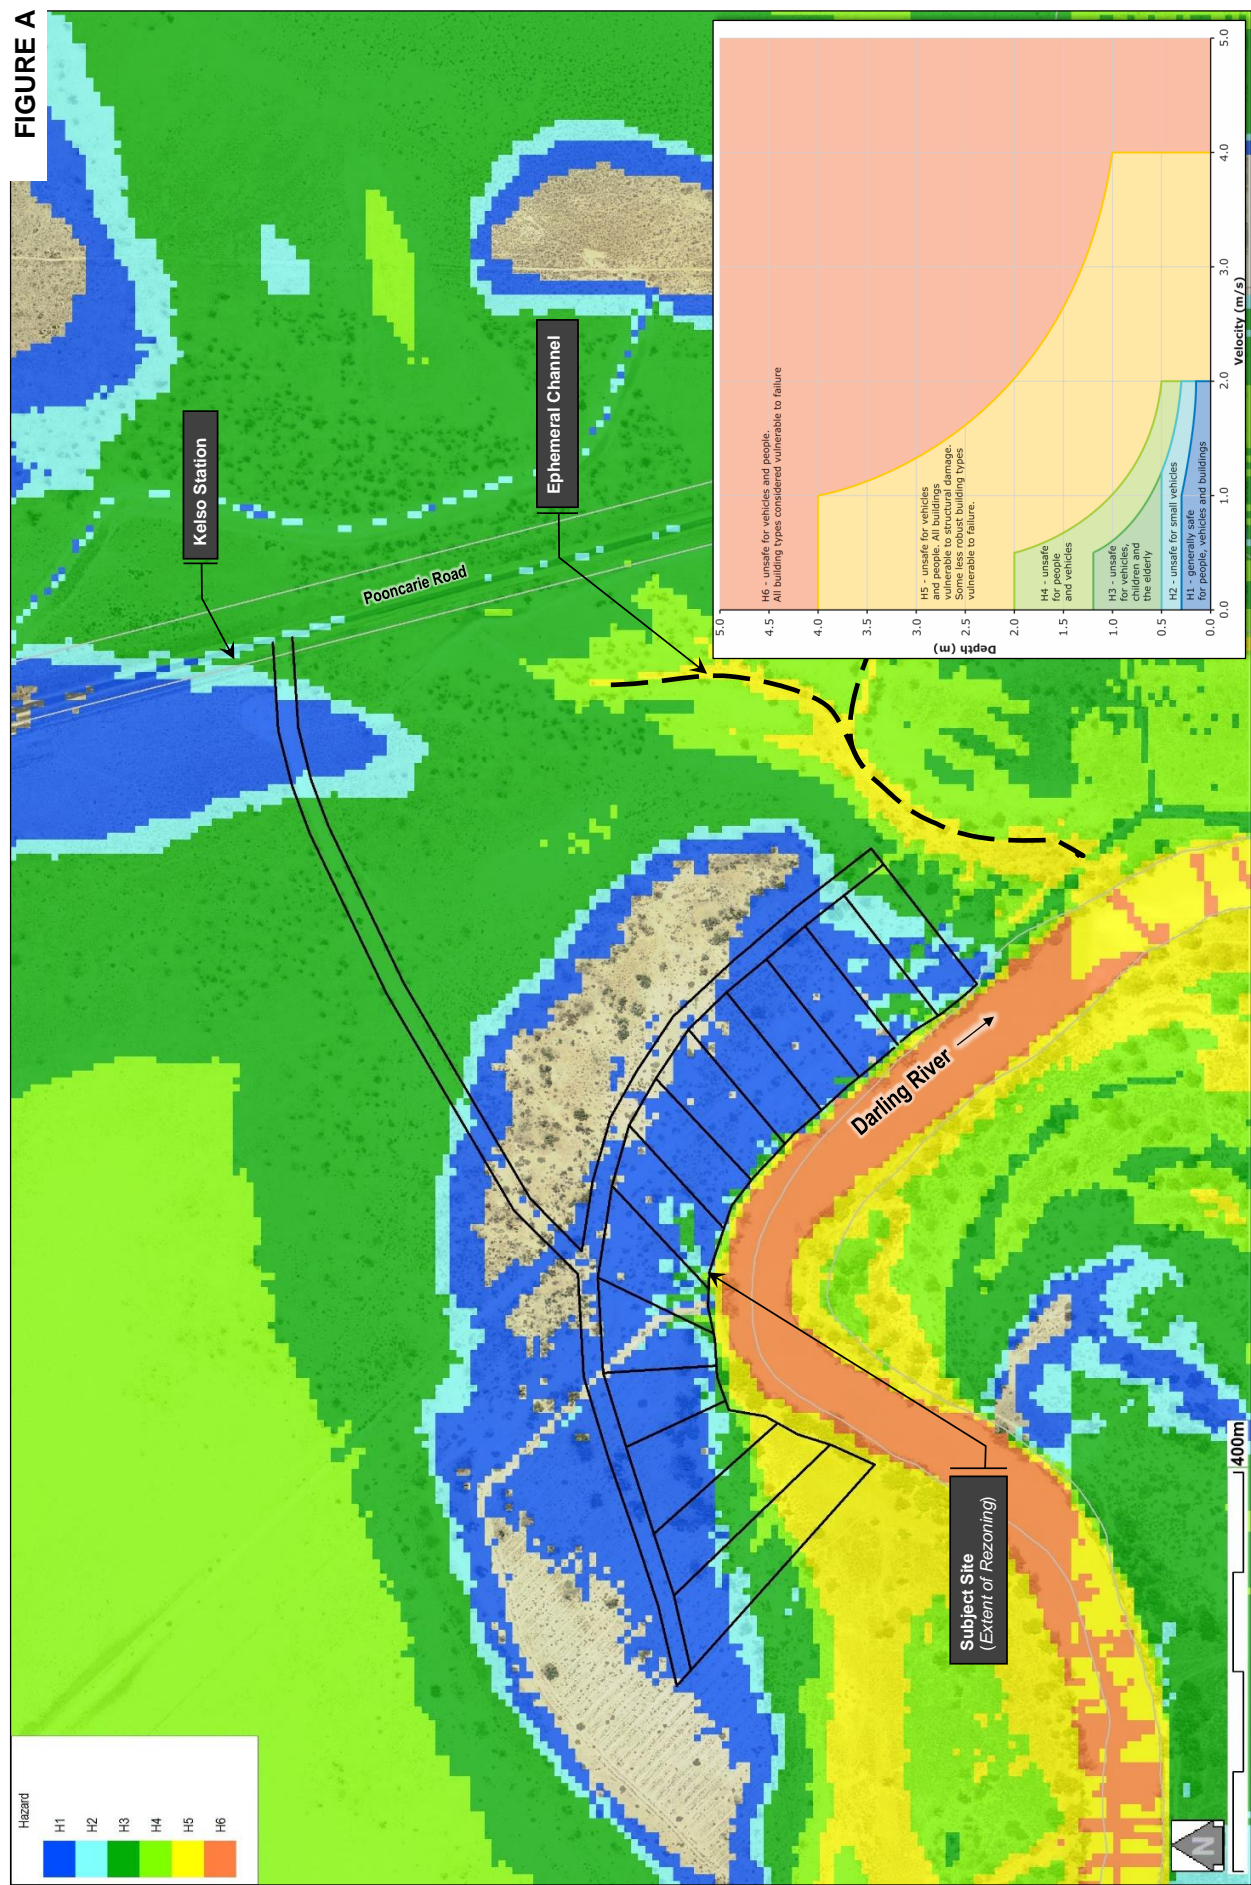 FIGURE A
Kelso Station
Pooncarie Road
Ephemeral Channel
Darling River
Subject Site
(Extent of Rezoning)
Hazard
H1
H2
H3
H4
H5
H6
N
400m
5.0
4.5
4.0
3.5
3.0
2.5
2.0
1.5
1.0
0.5
0.0
Depth (m)
H6 - unsafe for vehicles and people.
All building types considered vulnerable to failure
H5 - unsafe for vehicles
and people. All buildings
vulnerable to structural damage.
Some less robust building types
vulnerable to failure.
H4 - unsafe
for people
and vehicles
H3 - unsafe
for vehicles,
children and
the elderly
H2 - unsafe for small vehicles
H1 - generally safe
for people, vehicles and buildings
0.0
1.0
2.0
3.0
4.0
5.0
Velocity (m/s)